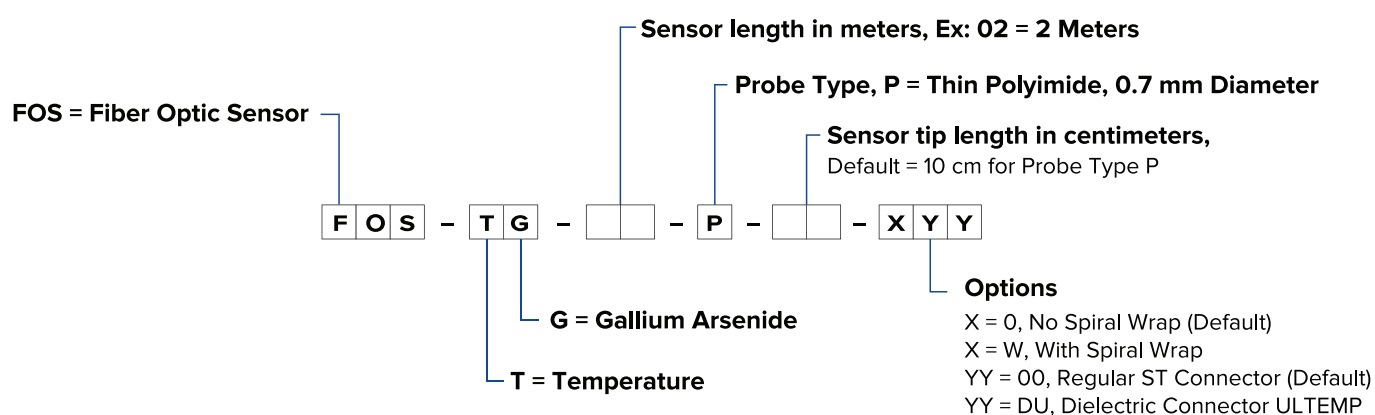 Sensor length in meters, Ex: 02 = 2 Meters
Probe Type, P = Thin Polyimide, 0.7 mm Diameter
FOS = Fiber Optic Sensor
Sensor tip length in centimeters,
Default = 10 cm for Probe Type P
F O S – T G – – P – – X Y Y
Options
G = Gallium Arsenide
X = 0, No Spiral Wrap (Default)
X = W, With Spiral Wrap
T = Temperature
YY = 00, Regular ST Connector (Default)
YY = DU, Dielectric Connector ULTEMP